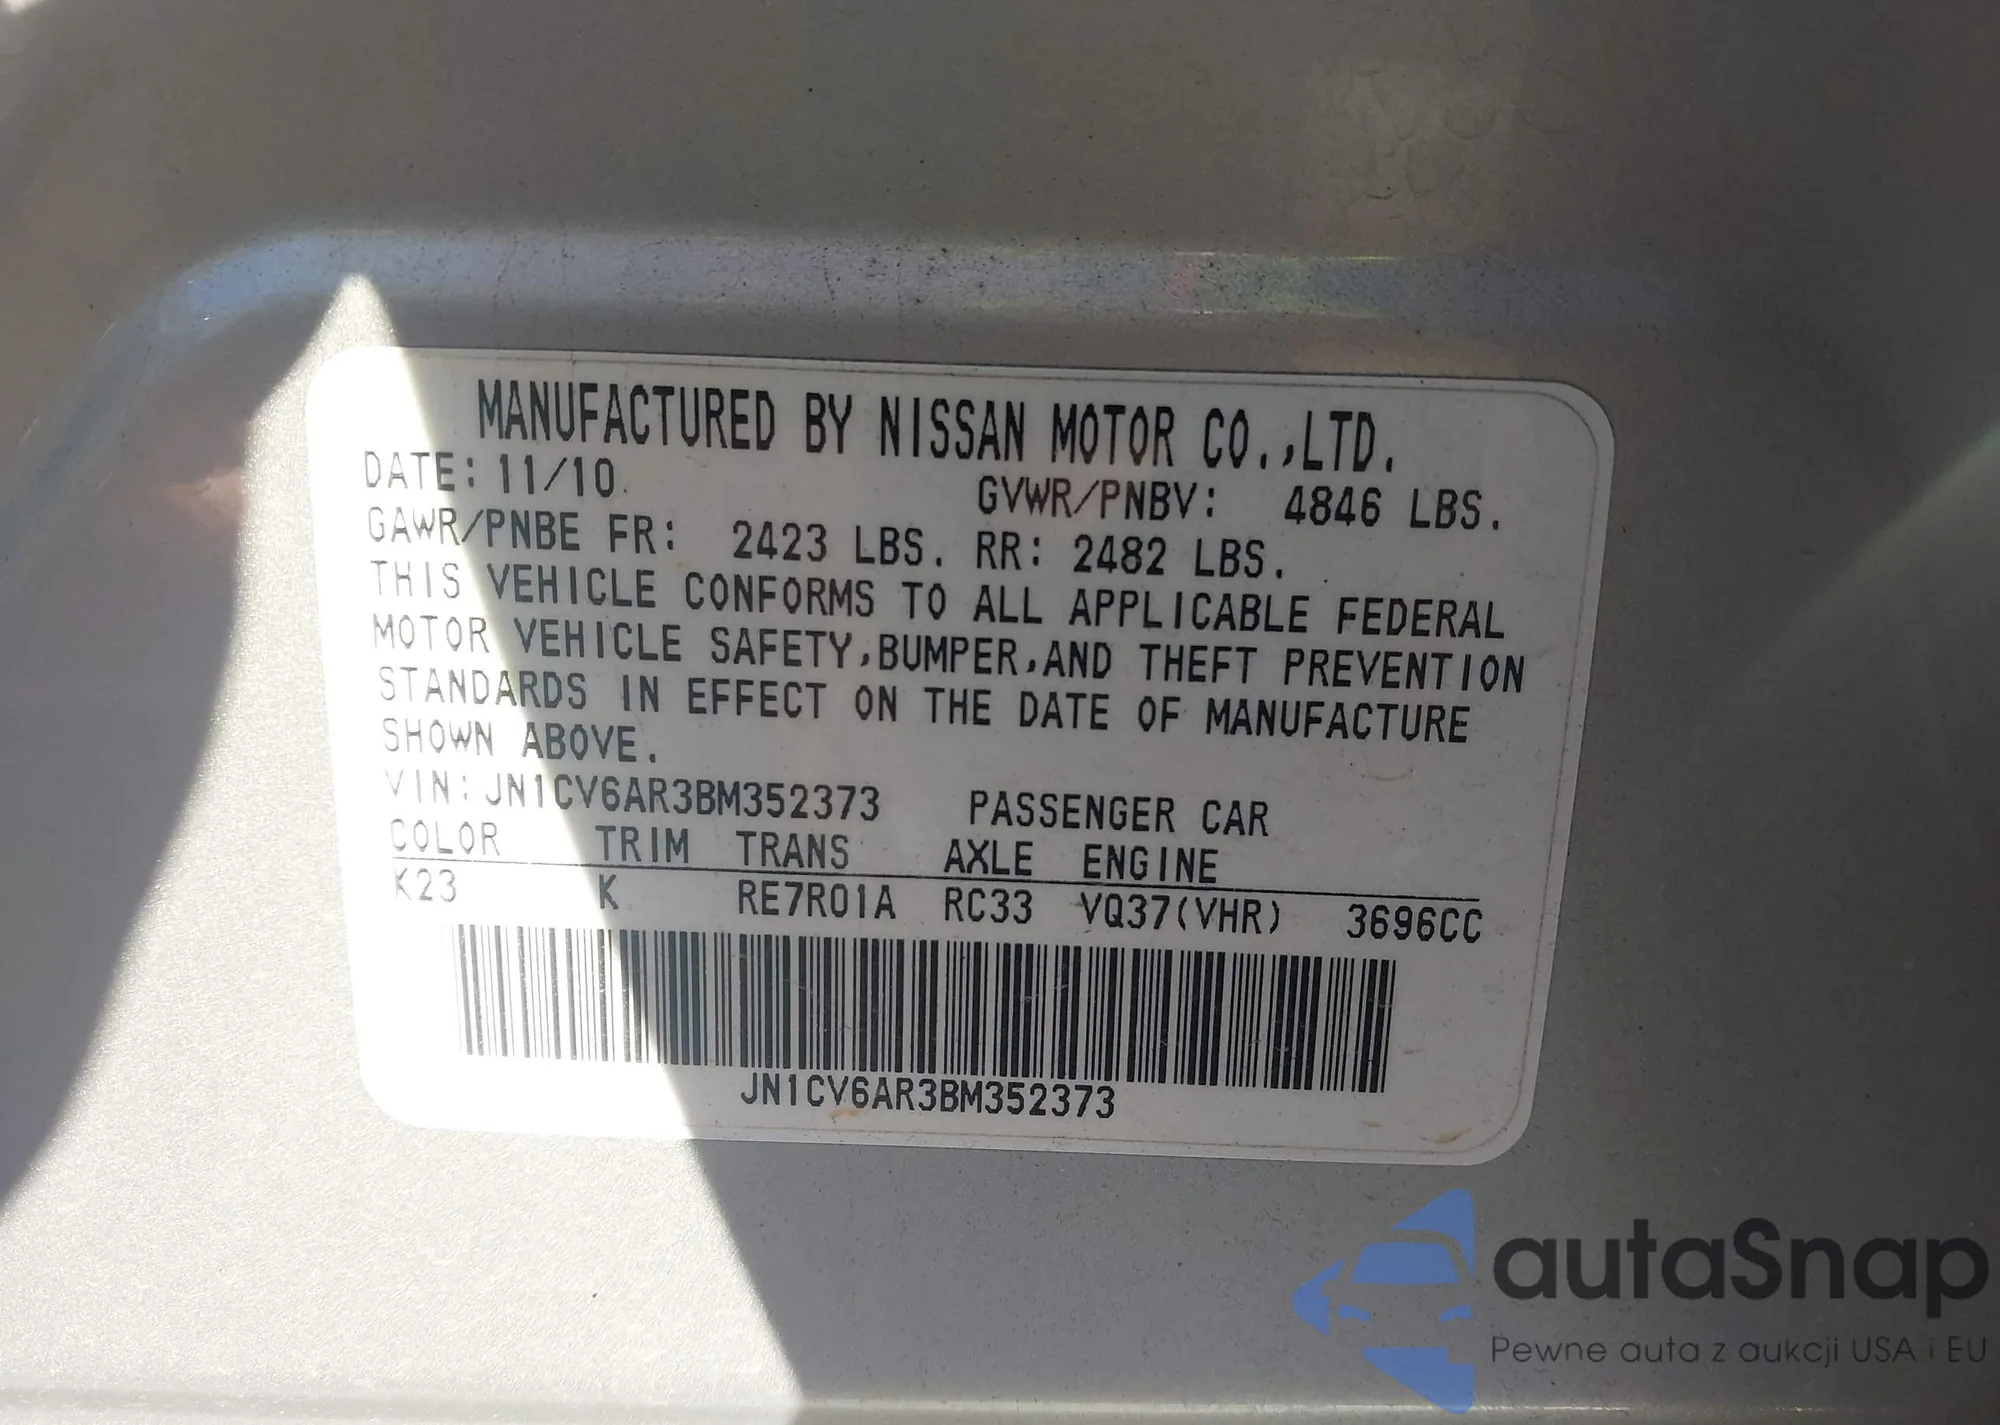 MANUFACTURED BY NISSAN MOTOR CO.,LTD.
DATE: 11/10 GVWR/PNBV: 4846 LBS.
GAWR/PNBE FR: 2423 LBS. RR: 2482 LBS.
THIS VEHICLE CONFORMS TO ALL APPLICABLE FEDERAL
MOTOR VEHICLE SAFETY,BUMPER,AND THEFT PREVENTION
STANDARDS IN EFFECT ON THE DATE OF MANUFACTURE
SHOWN ABOVE.
VIN: JN1CV6AR3BM352373 PASSENGER CAR
COLOR TRIM TRANS AXLE ENGINE
K23 K RE7R01A RC33 VQ37(VHR) 3696CC
JN1CV6AR3BM352373
autaSnap
Pewne auta z aukcji USA i EU